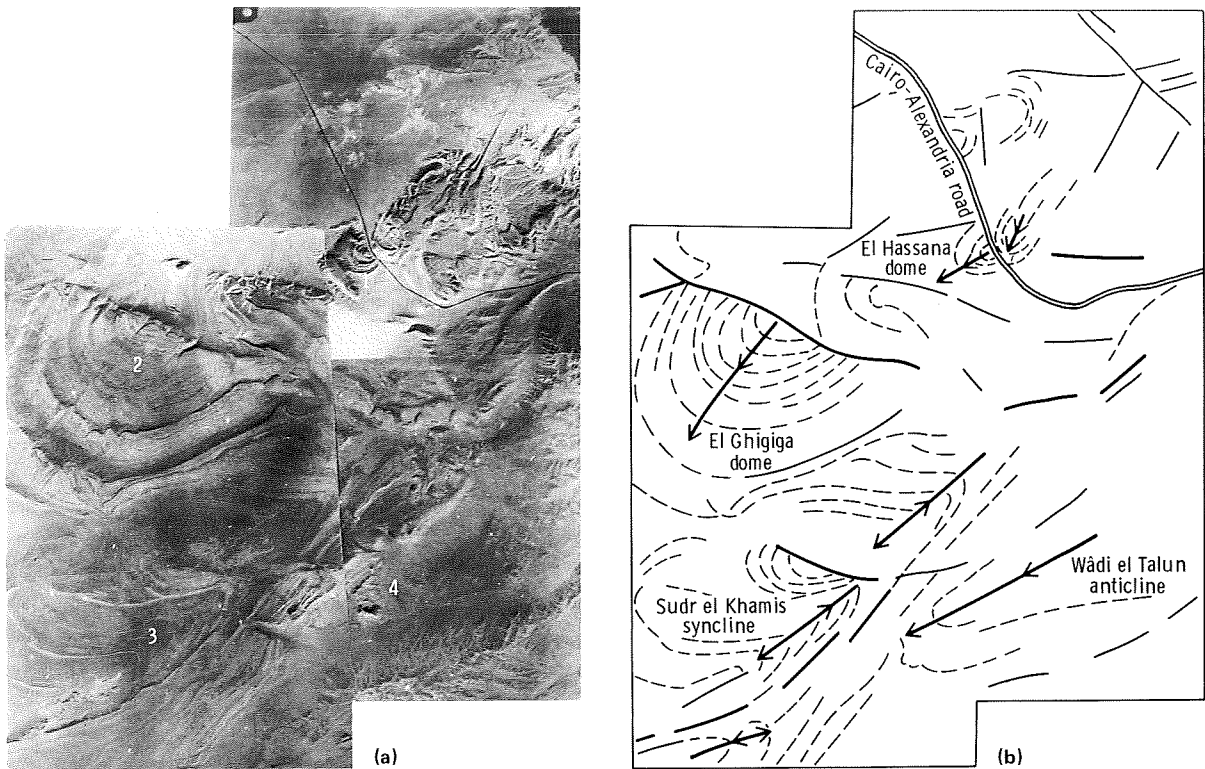 2
3
4
(a)
Cairo-Alexandria road
El Hassana
dome
El Ghigiga
dome
Sudr el Khamis
syncline
Wâdi el Talun
anticline
(b)